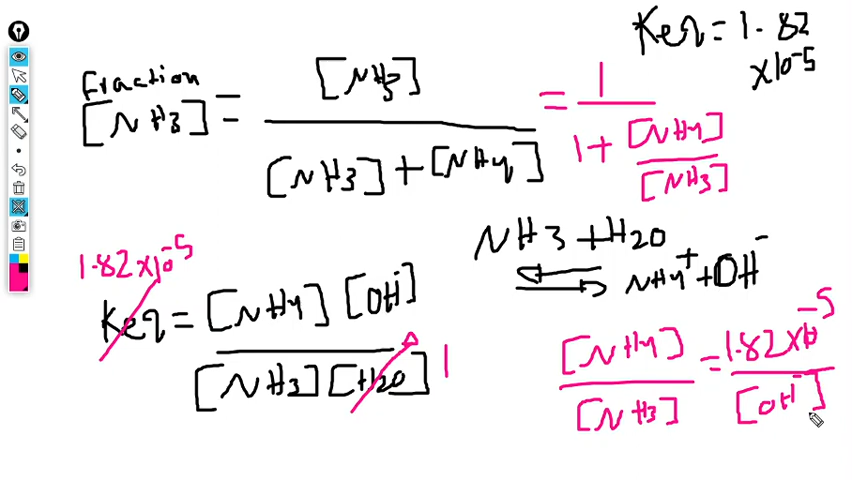 Keq = 1.82
x10-5
Fraction
[NH3] = [NH3]
[NH3] + [NH4]
= 1
1 + [NH4]
[NH3]
NH3 + H2O
NH4+ + OH-
1.82x10-5
Keq = [NH4] [OH-]
[NH3] [H2O] 1
[NH4] = 1.82x10-5
[NH3] [OH-]